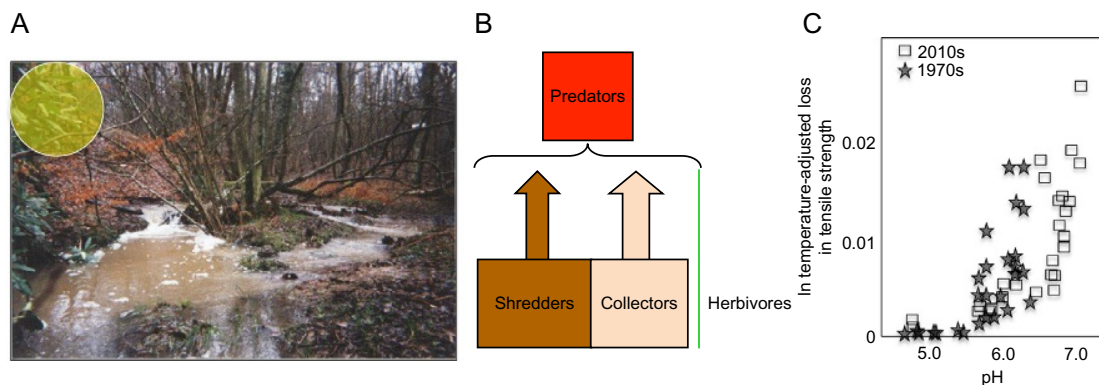 A
B
C
Predators
Shredders
Collectors
Herbivores
2010s
1970s
ln temperature-adjusted loss
in tensile strength
0.02
0.01
0
5.0
6.0
7.0
pH